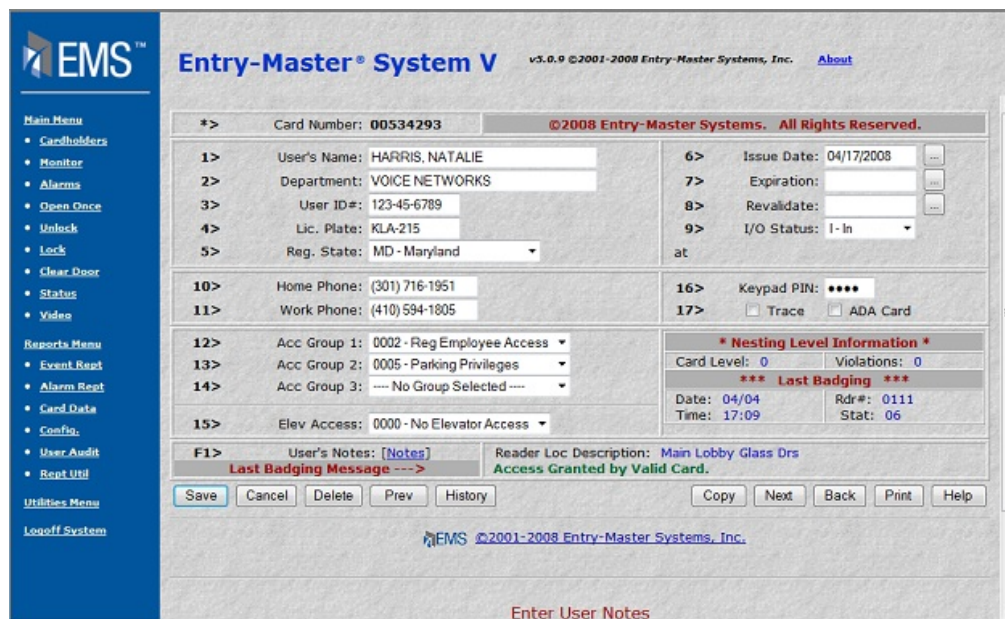 EMS™
Entry-Master® System V v5.0.9 ©2001-2008 Entry-Master Systems, Inc. About
Main Menu
• Cardholders
• Monitor
• Alarms
• Open Once
• Unlock
• Lock
• Clear Door
• Status
• Video
Reports Menu
• Event Rept
• Alarm Rept
• Card Data
• Config.
• User Audit
• Rept Util
Utilities Menu
Logoff System
*> Card Number: 00534293 ©2008 Entry-Master Systems. All Rights Reserved.
1> User's Name: HARRIS, NATALIE
2> Department: VOICE NETWORKS
3> User ID#: 123-45-6789
4> Lic. Plate: KLA-215
5> Reg. State: MD - Maryland
6> Issue Date: 04/17/2008 ...
7> Expiration: ...
8> Revalidate: ...
9> I/O Status: I - In
at
10> Home Phone: (301) 716-1951
11> Work Phone: (410) 594-1805
16> Keypad PIN: ●●●●
17> Trace ADA Card
12> Acc Group 1: 0002 - Reg Employee Access
13> Acc Group 2: 0005 - Parking Privileges
14> Acc Group 3: ---- No Group Selected ----
15> Elev Access: 0000 - No Elevator Access
* Nesting Level Information *
Card Level: 0 Violations: 0
*** Last Badging ***
Date: 04/04 Rdr#: 0111
Time: 17:09 Stat: 06
F1> User's Notes: [Notes] Reader Loc Description: Main Lobby Glass Drs
Last Badging Message ---> Access Granted by Valid Card.
Save Cancel Delete Prev History Copy Next Back Print Help
EMS ©2001-2008 Entry-Master Systems, Inc.
Enter User Notes